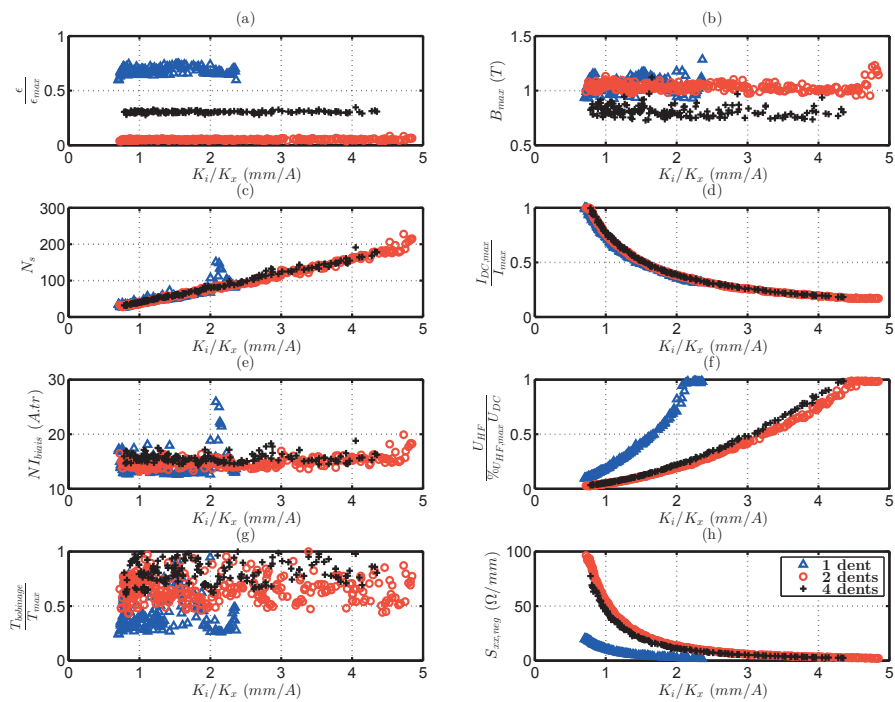 (a)
1
0.5
0
ϵ/ϵ_max
0 1 2 3 4 5
K_i/K_x (mm/A)
(b)
1.5
1
0.5
B_max (T)
0 1 2 3 4 5
K_i/K_x (mm/A)
(c)
300
200
100
0
N_s
0 1 2 3 4 5
K_i/K_x (mm/A)
(d)
1
0.5
0
I_DC,max/I_max
0 1 2 3 4 5
K_i/K_x (mm/A)
(e)
30
20
10
NI_biais (A.tr)
0 1 2 3 4 5
K_i/K_x (mm/A)
(f)
1
0.5
0
U_HF/%U_HF,max U_DC
0 1 2 3 4 5
K_i/K_x (mm/A)
(g)
1
0.5
0
T_bobinage/T_max
0 1 2 3 4 5
K_i/K_x (mm/A)
(h)
100
50
0
S_xx,neg (Ω/mm)
1 dent
2 dents
4 dents
0 1 2 3 4 5
K_i/K_x (mm/A)